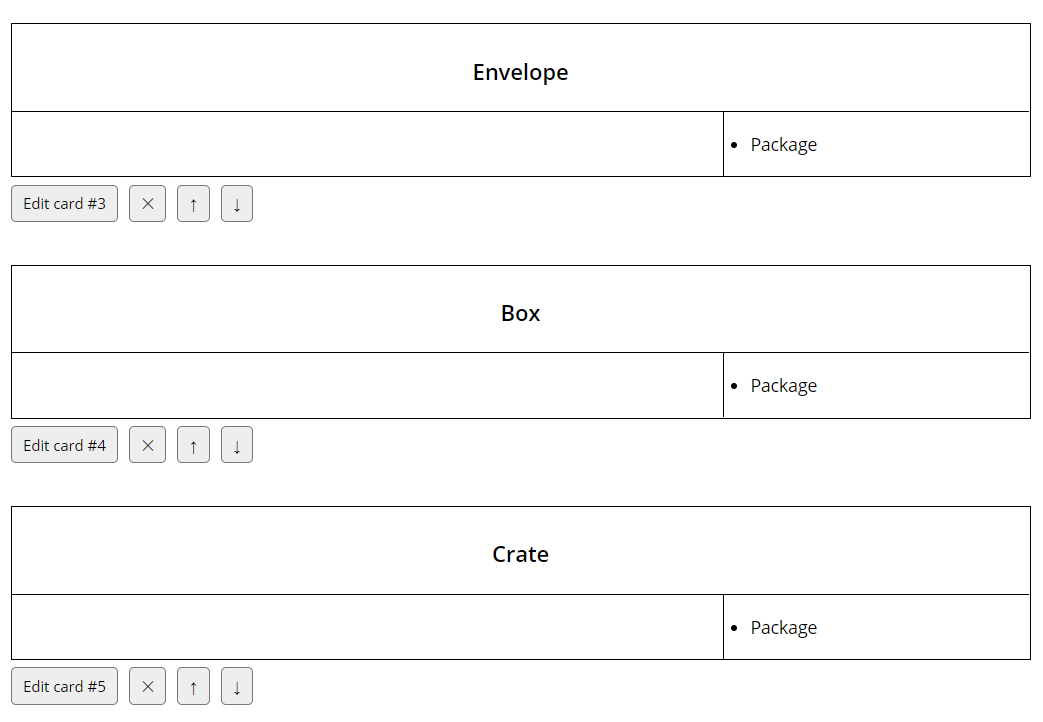 Envelope
• Package
Edit card #3 × ↑ ↓
Box
• Package
Edit card #4 × ↑ ↓
Crate
• Package
Edit card #5 × ↑ ↓